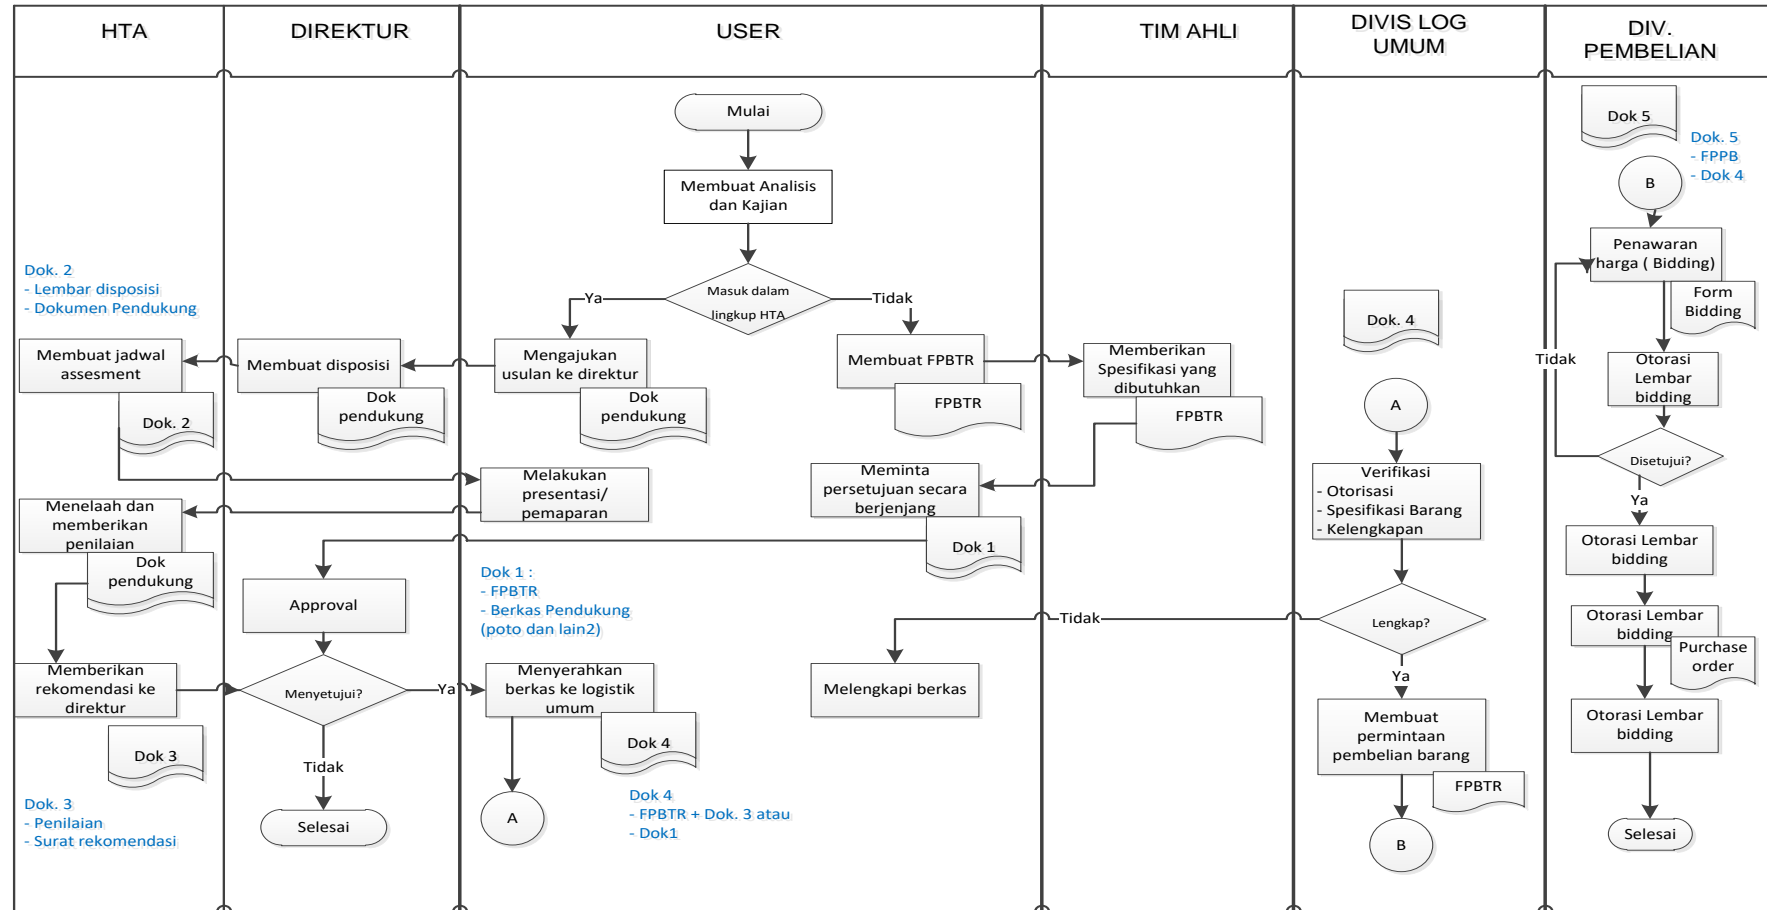 HTA
DIREKTUR
USER
TIM AHLI
DIVIS LOG
UMUM
DIV.
PEMBELIAN
Mulai
Membuat Analisis
dan Kajian
Masuk dalam
lingkup HTA
Ya
Tidak
Dok. 2
- Lembar disposisi
- Dokumen Pendukung
Membuat jadwal
assesment
Dok. 2
Membuat disposisi
Dok
pendukung
Mengajukan
usulan ke direktur
Dok
pendukung
Membuat FPBTR
FPBTR
Memberikan
Spesifikasi yang
dibutuhkan
FPBTR
Melakukan
presentasi/
pemaparan
Meminta
persetujuan secara
berjenjang
Dok 1
Menelaah dan
memberikan
penilaian
Dok
pendukung
Approval
Dok 1 :
- FPBTR
- Berkas Pendukung
(poto dan lain2)
Memberikan
rekomendasi ke
direktur
Dok 3
Dok. 3
- Penilaian
- Surat rekomendasi
Menyetujui?
Ya
Tidak
Selesai
Menyerahkan
berkas ke logistik
umum
Dok 4
A
Dok 4
- FPBTR + Dok. 3 atau
- Dok1
Melengkapi berkas
Tidak
Dok. 4
A
Verifikasi
- Otorisasi
- Spesifikasi Barang
- Kelengkapan
Lengkap?
Ya
Membuat
permintaan
pembelian barang
FPBTR
B
Dok 5
Dok. 5
- FPPB
- Dok 4
B
Penawaran
harga ( Bidding)
Form
Bidding
Tidak
Otorasi
Lembar
bidding
Disetujui?
Ya
Otorasi Lembar
bidding
Otorasi Lembar
bidding
Purchase
order
Otorasi Lembar
bidding
Selesai